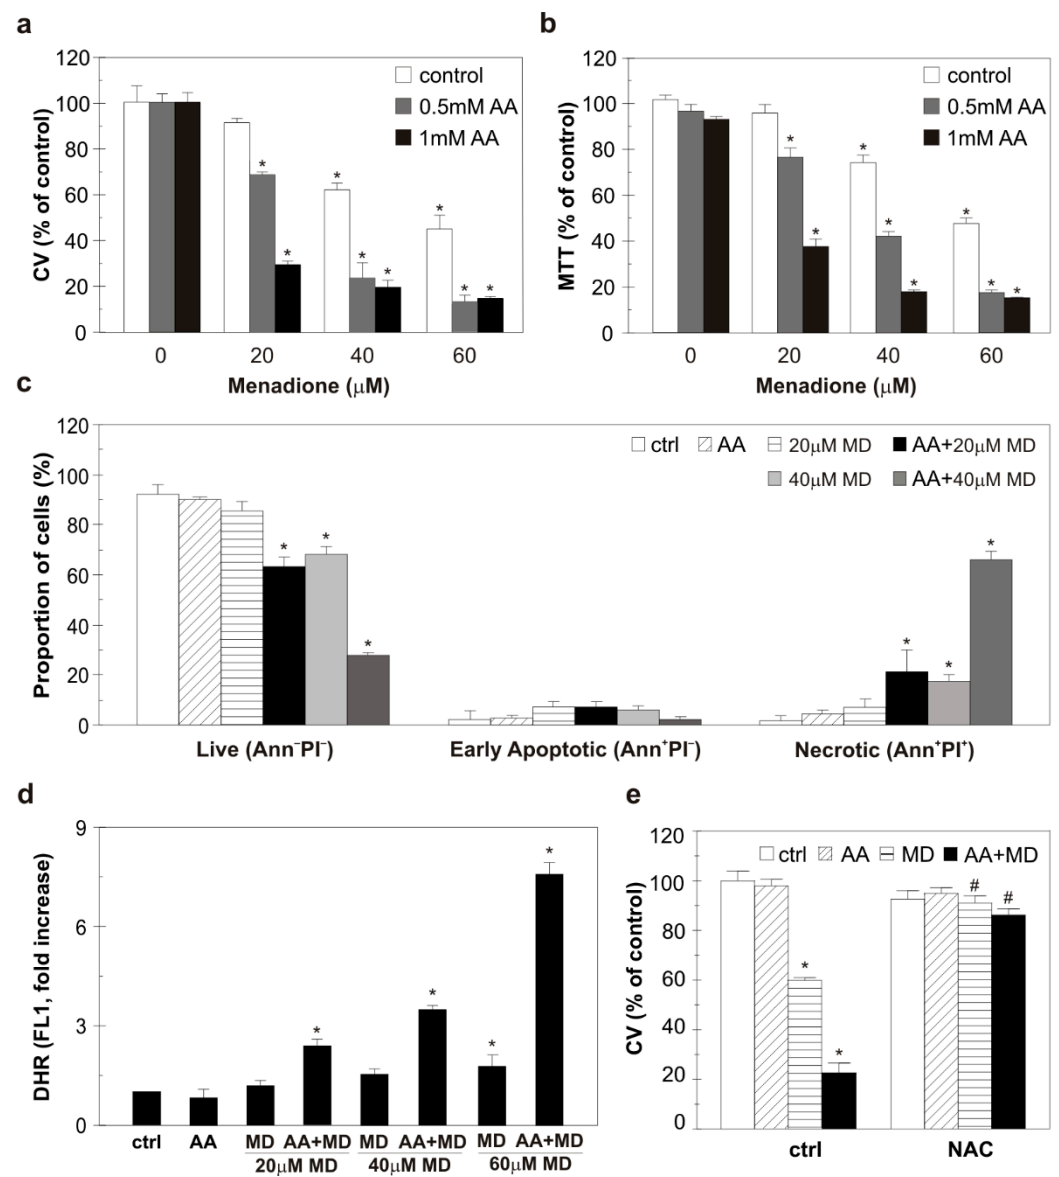 a
CV (% of control)
120
100
80
60
40
20
0
control
0.5mM AA
1mM AA
*
*
*
*
*
*
*
*
0 20 40 60
Menadione (μM)
b
MTT (% of control)
120
100
80
60
40
20
0
control
0.5mM AA
1mM AA
*
*
*
*
*
*
*
*
0 20 40 60
Menadione (μM)
c
Proportion of cells (%)
120
100
80
60
40
20
0
ctrl AA 20μM MD AA+20μM MD
40μM MD AA+40μM MD
* * *
* * *
Live (Ann⁻PI⁻) Early Apoptotic (Ann⁺PI⁻) Necrotic (Ann⁺PI⁺)
d
DHR (FL1, fold increase)
9
6
3
0
*
*
*
*
ctrl AA MD AA+MD MD AA+MD MD AA+MD
20μM MD 40μM MD 60μM MD
e
CV (% of control)
120
100
80
60
40
20
0
ctrl AA MD AA+MD
*
*
# #
ctrl NAC